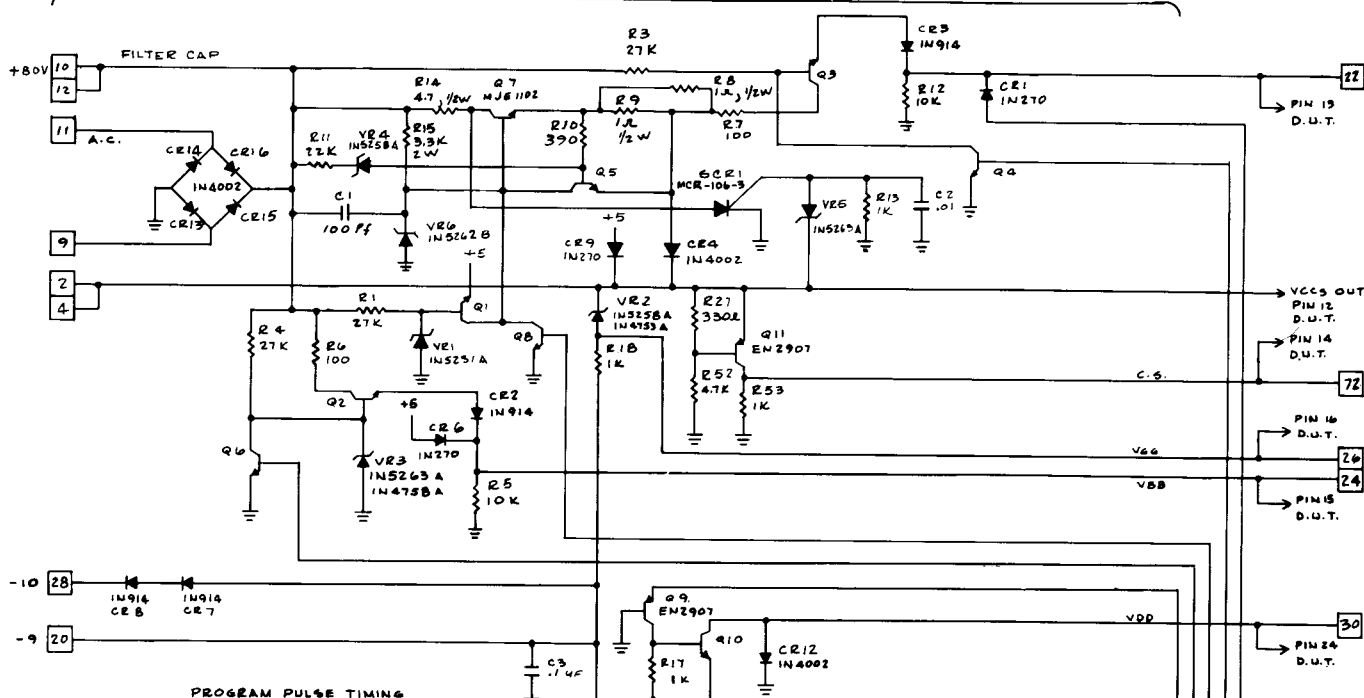 +80V 10 FILTER CAP
12
11 A.C.
R3
27K
CR3
1N914
Q3
22
R14
4.7, 1/2W
Q7
MJE1102
R8
1Ω, 1/2W
R9
1Ω
1/2 W
R7
100
R12
10K
CR1
1N270
PIN 13
D.U.T.
R11
22K
VR4
1N5258A
R15
3.3K
2W
R10
390
Q5
SCR1
MCR-106-3
Q4
CR14
CR16
1N4002
CR13
CR15
C1
100 Pf
VR6
1N5262B
VR5
1N5263A
R13
1K
C2
.01
9
+5
CR9
1N270
CR4
1N4002
2
4
+5
R1
27K
Q1
Q8
VR1
1N5231A
VR2
1N5258A
1N4753A
R27
330Ω
Q11
EN2907
VCCS OUT
PIN 12
D.U.T.
PIN 14
D.U.T.
R4
27K
R6
100
R18
1K
R52
4.7K
R53
1K
C.S.
72
Q2
CR2
1N914
+5
CR6
1N270
Q6
VR3
1N5263A
1N4758A
R5
10K
PIN 16
D.U.T.
VGG
26
VBB
24
PIN 15
D.U.T.
-10 28
1N914
CR8
1N914
CR7
Q9
EN2907
Q10
VDD
30
-9 20
C3
.1uF
R17
1K
CR12
1N4002
PIN 24
D.U.T.
PROGRAM PULSE TIMING